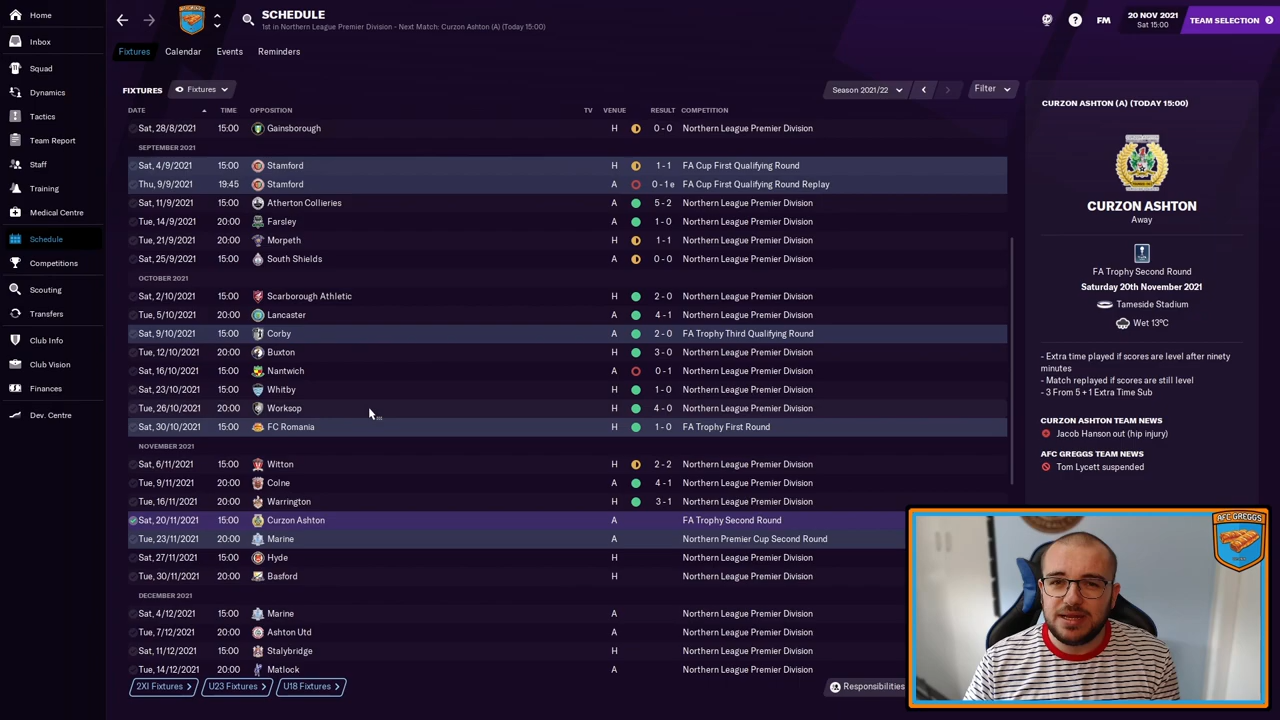 Home
SCHEDULE
1st in Northern League Premier Division - Next Match: Curzon Ashton (A) (Today 15:00)
FM
20 NOV 2021
Sat 15:00
TEAM SELECTION
Inbox
Squad
Dynamics
Tactics
Team Report
Staff
Training
Medical Centre
Schedule
Competitions
Scouting
Transfers
Club Info
Club Vision
Finances
Dev. Centre
Fixtures Calendar Events Reminders
FIXTURES Fixtures Season 2021/22 Filter
DATE TIME OPPOSITION TV VENUE RESULT COMPETITION
Sat, 28/8/2021 15:00 Gainsborough H 0 - 0 Northern League Premier Division
SEPTEMBER 2021
Sat, 4/9/2021 15:00 Stamford H 1 - 1 FA Cup First Qualifying Round
Thu, 9/9/2021 19:45 Stamford A 0 - 1 e FA Cup First Qualifying Round Replay
Sat, 11/9/2021 15:00 Atherton Collieries A 5 - 2 Northern League Premier Division
Tue, 14/9/2021 20:00 Farsley A 1 - 0 Northern League Premier Division
Tue, 21/9/2021 20:00 Morpeth H 1 - 1 Northern League Premier Division
Sat, 25/9/2021 15:00 South Shields A 0 - 0 Northern League Premier Division
OCTOBER 2021
Sat, 2/10/2021 15:00 Scarborough Athletic H 2 - 0 Northern League Premier Division
Tue, 5/10/2021 20:00 Lancaster A 4 - 1 Northern League Premier Division
Sat, 9/10/2021 15:00 Corby A 2 - 0 FA Trophy Third Qualifying Round
Tue, 12/10/2021 20:00 Buxton H 3 - 0 Northern League Premier Division
Sat, 16/10/2021 15:00 Nantwich A 0 - 1 Northern League Premier Division
Sat, 23/10/2021 15:00 Whitby H 1 - 0 Northern League Premier Division
Tue, 26/10/2021 20:00 Worksop H 4 - 0 Northern League Premier Division
Sat, 30/10/2021 15:00 FC Romania H 1 - 0 FA Trophy First Round
NOVEMBER 2021
Sat, 6/11/2021 15:00 Witton H 2 - 2 Northern League Premier Division
Tue, 9/11/2021 20:00 Colne A 4 - 1 Northern League Premier Division
Tue, 16/11/2021 20:00 Warrington H 3 - 1 Northern League Premier Division
Sat, 20/11/2021 15:00 Curzon Ashton A FA Trophy Second Round
Tue, 23/11/2021 20:00 Marine A Northern Premier Cup Second Round
Sat, 27/11/2021 15:00 Hyde H Northern League Premier Division
Tue, 30/11/2021 20:00 Basford H Northern League Premier Division
DECEMBER 2021
Sat, 4/12/2021 15:00 Marine A Northern League Premier Division
Tue, 7/12/2021 20:00 Ashton Utd A Northern League Premier Division
Sat, 11/12/2021 15:00 Stalybridge H Northern League Premier Division
Tue, 14/12/2021 20:00 Matlock A Northern League Premier Division
2XI Fixtures U23 Fixtures U18 Fixtures Responsibilities
CURZON ASHTON (A) (TODAY 15:00)
CURZON ASHTON
Away
FA Trophy Second Round
Saturday 20th November 2021
Tameside Stadium
Wet 13ºC
- Extra time played if scores are level after ninety
minutes
- Match replayed if scores are still level
- 3 From 5 + 1 Extra Time Sub
CURZON ASHTON TEAM NEWS
Jacob Hanson out (hip injury)
AFC GREGGS TEAM NEWS
Tom Lycett suspended
AFC GREGGS